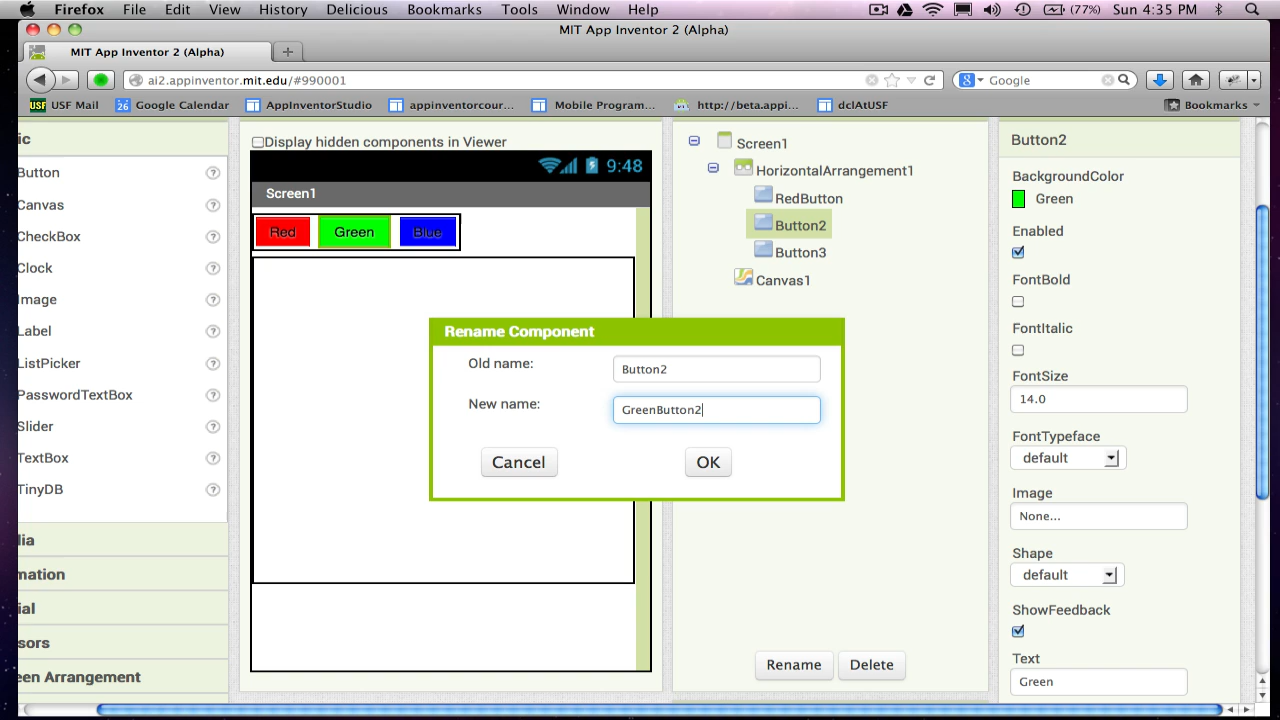 Firefox File Edit View History Delicious Bookmarks Tools Window Help (77%) Sun 4:35 PM
MIT App Inventor 2 (Alpha)
MIT App Inventor 2 (Alpha)
ai2.appinventor.mit.edu/#990001
Google
USF USF Mail 26 Google Calendar AppInventorStudio appinventorcour... Mobile Program... http://beta.appi... dclAtUSF Bookmarks
ic
Button ?
Canvas ?
CheckBox ?
Clock ?
Image ?
Label ?
ListPicker ?
PasswordTextBox ?
Slider ?
TextBox ?
TinyDB ?
dia
mation
ial
sors
een Arrangement
Display hidden components in Viewer
9:48
Screen1
Red Green Blue
Screen1
HorizontalArrangement1
RedButton
Button2
Button3
Canvas1
Rename Component
Old name: Button2
New name: GreenButton2
Cancel OK
Rename Delete
Button2
BackgroundColor
Green
Enabled
FontBold
FontItalic
FontSize
14.0
FontTypeface
default
Image
None...
Shape
default
ShowFeedback
Text
Green